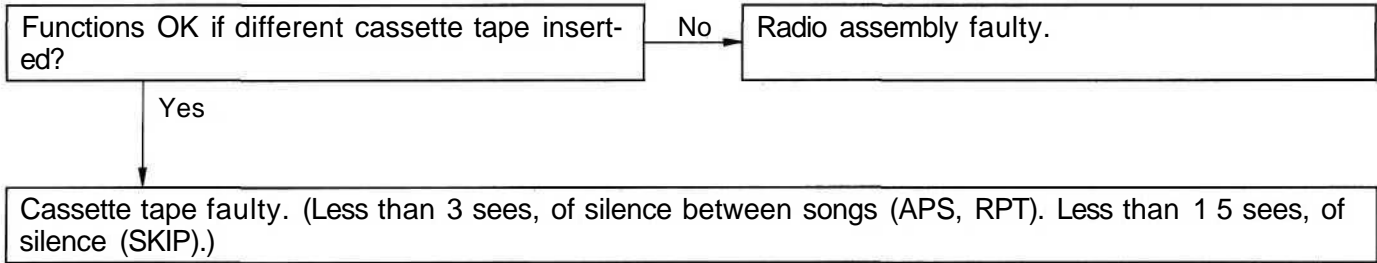 Functions OK if different cassette tape insert-
ed?
No
Radio assembly faulty.
Yes
Cassette tape faulty. (Less than 3 sees, of silence between songs (APS, RPT). Less than 1 5 sees, of
silence (SKIP).)